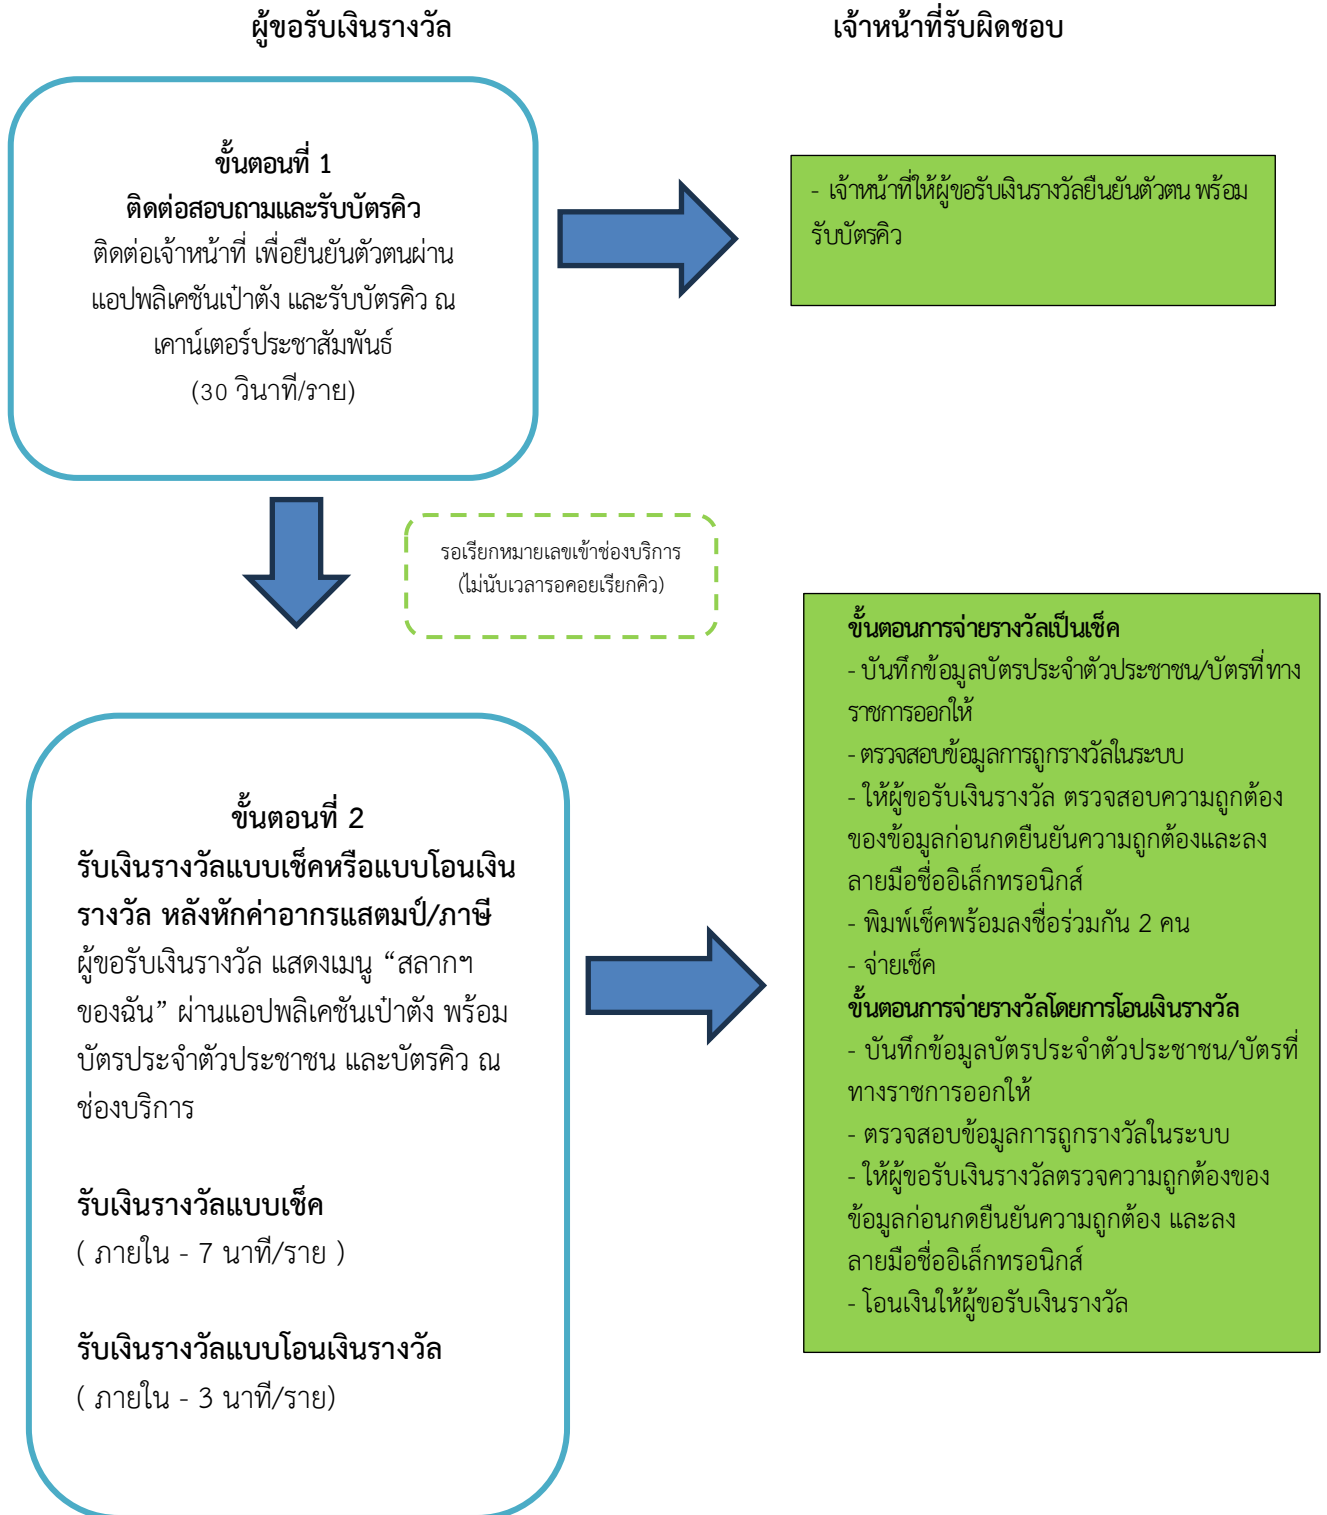 ผู้ขอรับเงินรางวัล
เจ้าหน้าที่รับผิดชอบ
ขั้นตอนที่ 1
ติดต่อสอบถามและรับบัตรคิว
ติดต่อเจ้าหน้าที่ เพื่อยืนยันตัวตนผ่าน
แอปพลิเคชันเป๋าตัง และรับบัตรคิว ณ
เคาน์เตอร์ประชาสัมพันธ์
(30 วินาที/ราย)
- เจ้าหน้าที่ให้ผู้ขอรับเงินรางวัลยืนยันตัวตน พร้อม
รับบัตรคิว
รอเรียกหมายเลขเข้าช่องบริการ
(ไม่นับเวลารอคอยเรียกคิว)
ขั้นตอนที่ 2
รับเงินรางวัลแบบเช็คหรือแบบโอนเงิน
รางวัล หลังหักค่าอากรแสตมป์/ภาษี
ผู้ขอรับเงินรางวัล แสดงเมนู “สลากฯ
ของฉัน” ผ่านแอปพลิเคชันเป๋าตัง พร้อม
บัตรประจำตัวประชาชน และบัตรคิว ณ
ช่องบริการ
รับเงินรางวัลแบบเช็ค
( ภายใน - 7 นาที/ราย )
รับเงินรางวัลแบบโอนเงินรางวัล
( ภายใน - 3 นาที/ราย)
ขั้นตอนการจ่ายรางวัลเป็นเช็ค
- บันทึกข้อมูลบัตรประจำตัวประชาชน/บัตรที่ทาง
ราชการออกให้
- ตรวจสอบข้อมูลการถูกรางวัลในระบบ
- ให้ผู้ขอรับเงินรางวัล ตรวจสอบความถูกต้อง
ของข้อมูลก่อนกดยืนยันความถูกต้องและลง
ลายมือชื่ออิเล็กทรอนิกส์
- พิมพ์เช็คพร้อมลงชื่อร่วมกัน 2 คน
- จ่ายเช็ค
ขั้นตอนการจ่ายรางวัลโดยการโอนเงินรางวัล
- บันทึกข้อมูลบัตรประจำตัวประชาชน/บัตรที่
ทางราชการออกให้
- ตรวจสอบข้อมูลการถูกรางวัลในระบบ
- ให้ผู้ขอรับเงินรางวัลตรวจความถูกต้องของ
ข้อมูลก่อนกดยืนยันความถูกต้อง และลง
ลายมือชื่ออิเล็กทรอนิกส์
- โอนเงินให้ผู้ขอรับเงินรางวัล